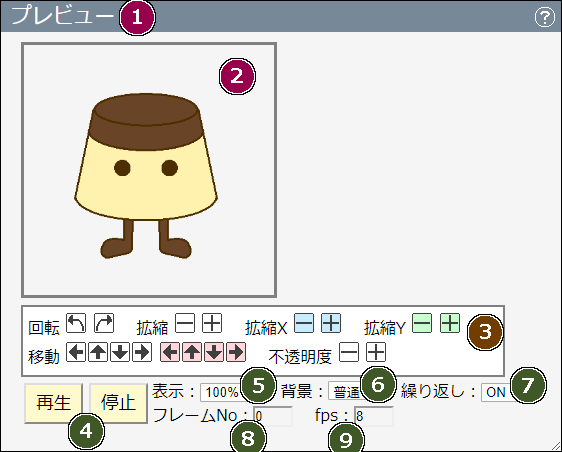 プレビュー 1 ?
2
回転 拡縮 拡縮X 拡縮Y 3
移動 不透明度
再生 停止 4
表示：100% 5 背景：普通 6 繰り返し：ON 7
フレームNo：0 8 fps：8 9